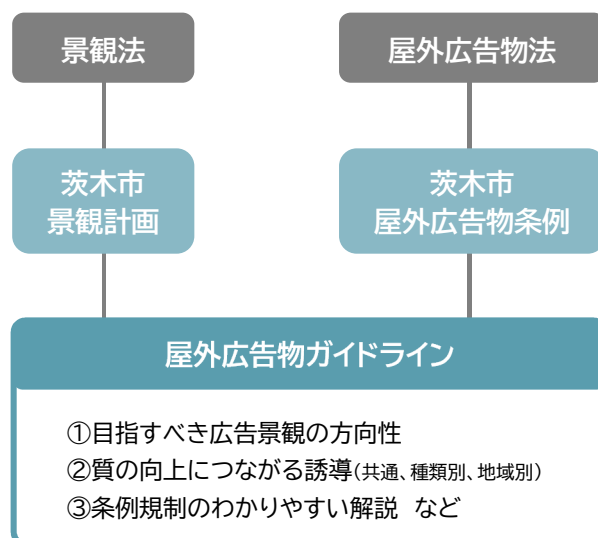 景観法
屋外広告物法
茨木市
景観計画
茨木市
屋外広告物条例
屋外広告物ガイドライン
①目指すべき広告景観の方向性
②質の向上につながる誘導(共通、種類別、地域別)
③条例規制のわかりやすい解説 など